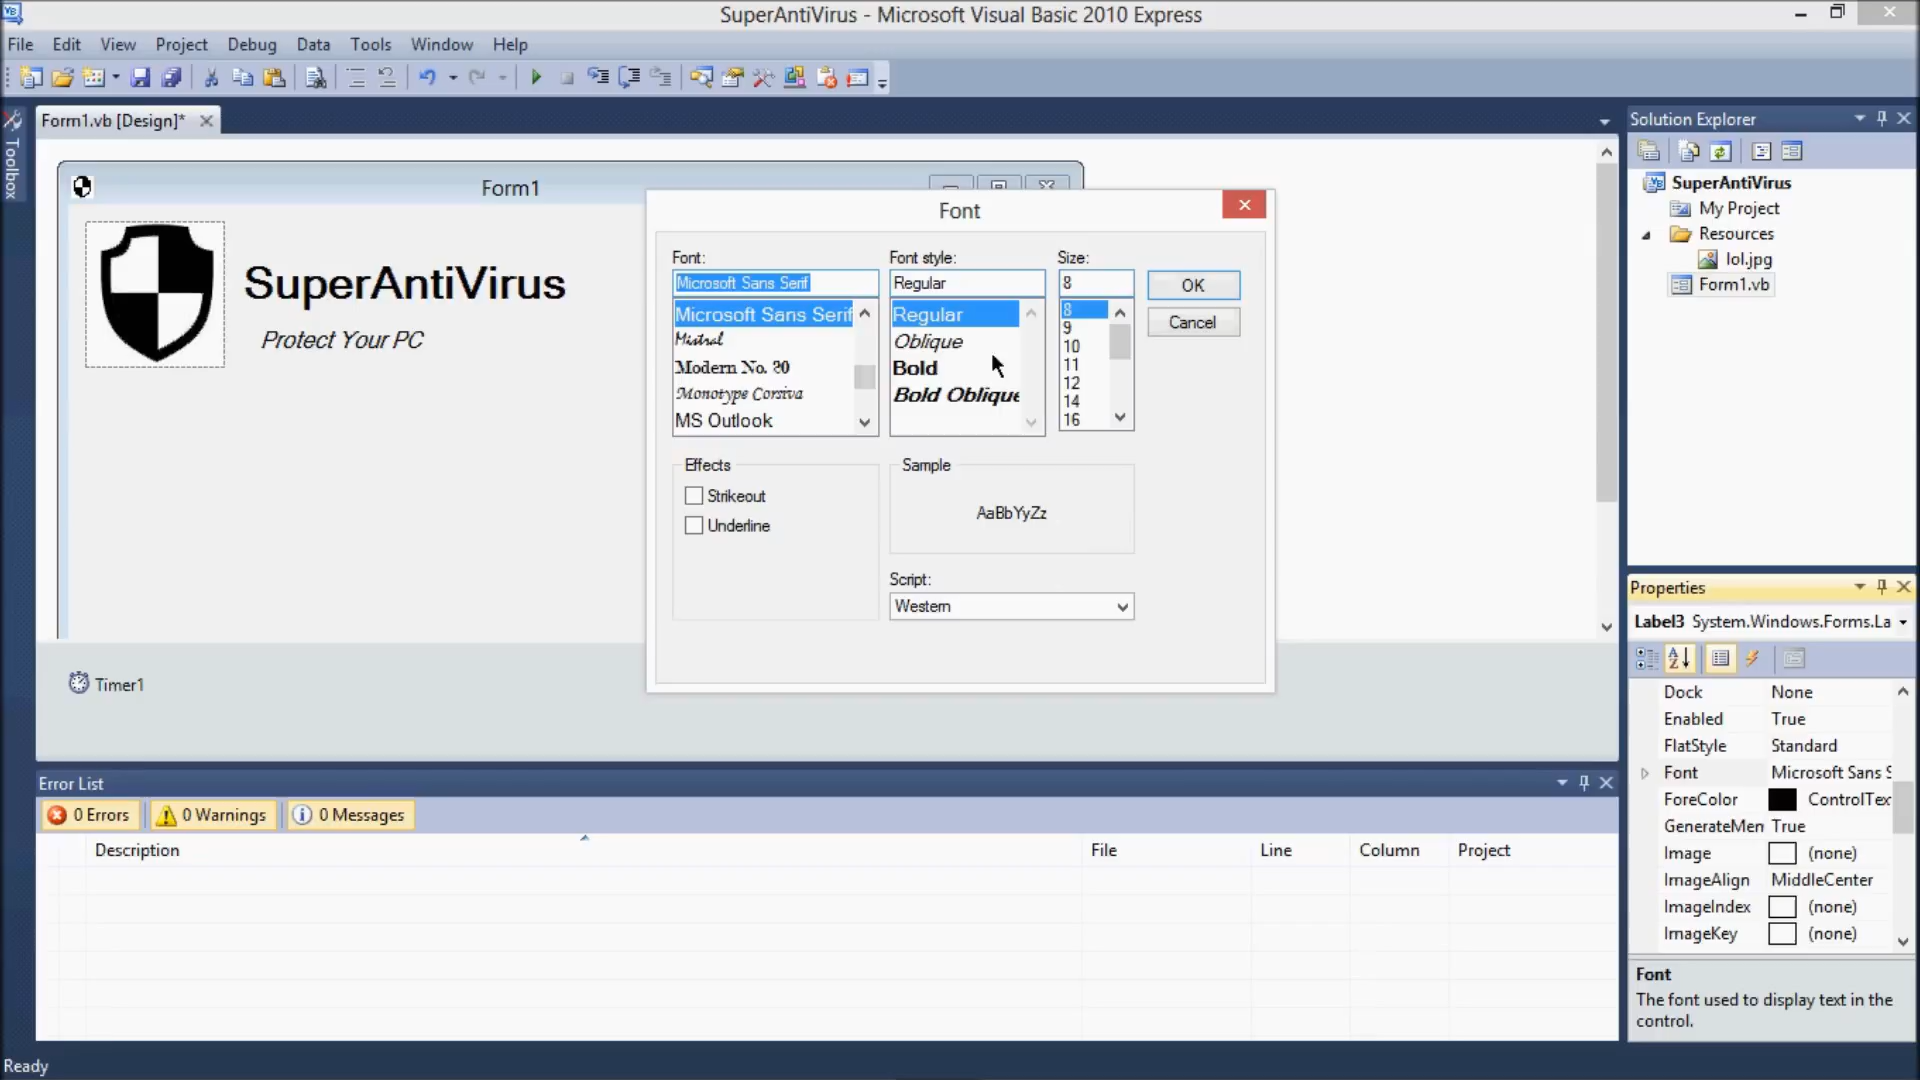 SuperAntiVirus - Microsoft Visual Basic 2010 Express
File Edit View Project Debug Data Tools Window Help
Toolbox
Form1.vb [Design]*
Form1
SuperAntiVirus
Protect Your PC
Timer1
Font
Font:
Microsoft Sans Serif
Microsoft Sans Serif
Mistral
Modern No. 20
Monotype Corsiva
MS Outlook
Font style:
Regular
Regular
Oblique
Bold
Bold Oblique
Size:
8
8
9
10
11
12
14
16
OK
Cancel
Effects
Strikeout
Underline
Sample
AaBbYyZz
Script:
Western
Solution Explorer
SuperAntiVirus
My Project
Resources
lol.jpg
Form1.vb
Properties
Label3 System.Windows.Forms.La
Dock None
Enabled True
FlatStyle Standard
Font Microsoft Sans S
ForeColor ControlTex
GenerateMen True
Image (none)
ImageAlign MiddleCenter
ImageIndex (none)
ImageKey (none)
Font
The font used to display text in the
control.
Error List
0 Errors 0 Warnings 0 Messages
Description File Line Column Project
Ready